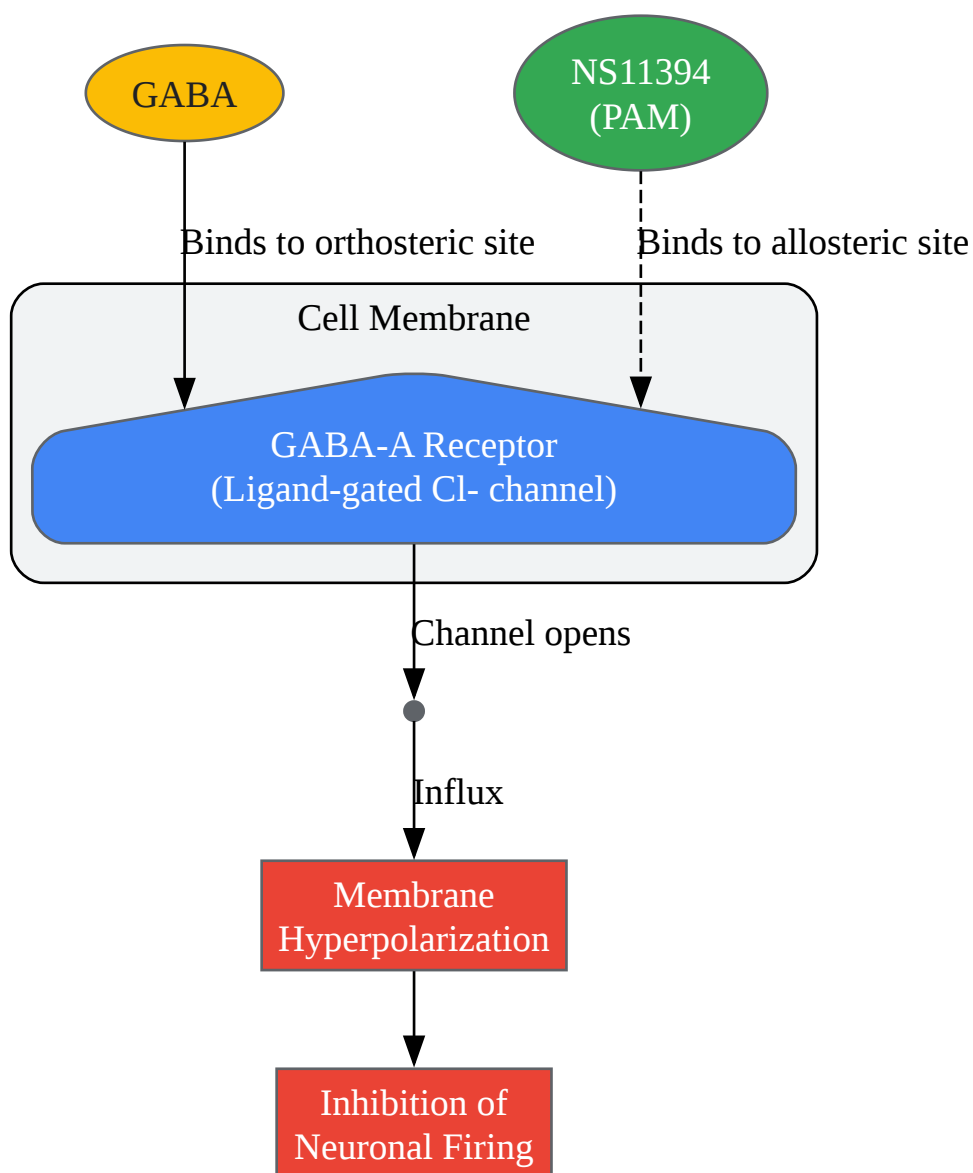 GABA
NS11394
(PAM)
Binds to orthosteric site
Binds to allosteric site
Cell Membrane
GABA-A Receptor
(Ligand-gated Cl- channel)
Channel opens
Influx
Membrane
Hyperpolarization
Inhibition of
Neuronal Firing